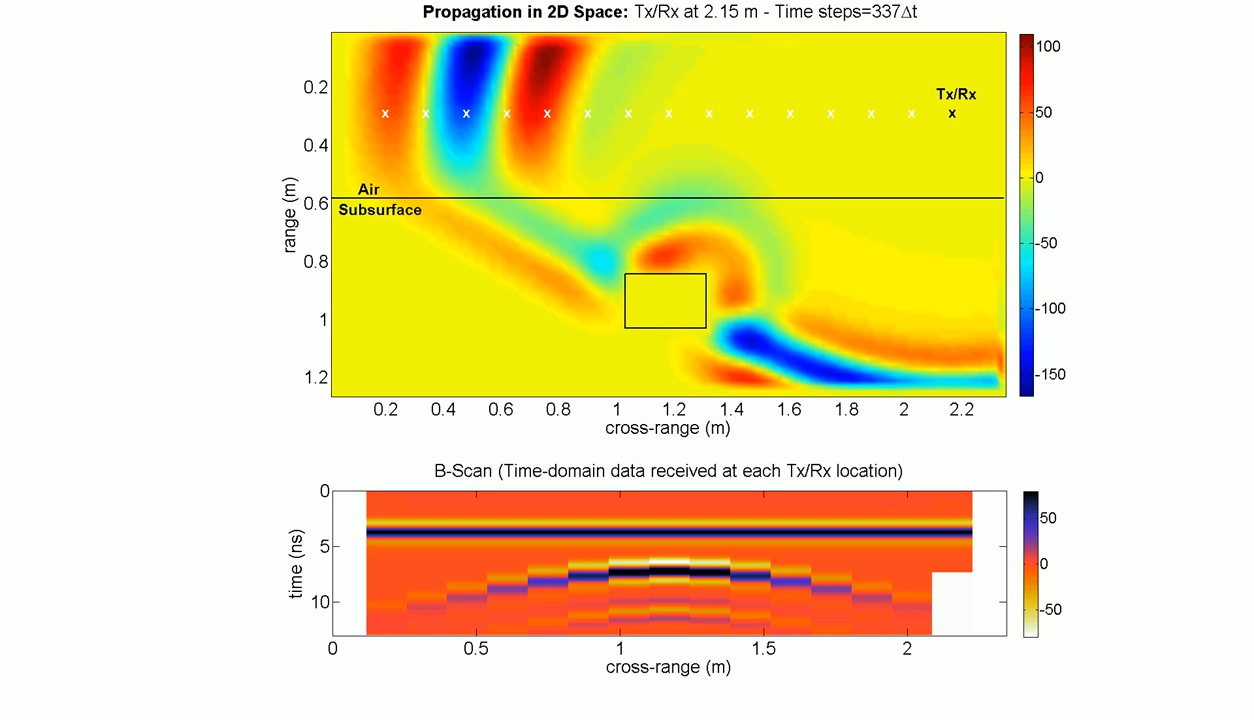 Propagation in 2D Space: Tx/Rx at 2.15 m - Time steps=337Δt
100
50
0
-50
-100
-150
0.2
0.4
0.6
0.8
1
1.2
range (m)
x x x x x x x x x x x x x x x
Tx/Rx
Air
Subsurface
0.2 0.4 0.6 0.8 1 1.2 1.4 1.6 1.8 2 2.2
cross-range (m)
B-Scan (Time-domain data received at each Tx/Rx location)
0
5
10
time (ns)
50
0
-50
0 0.5 1 1.5 2
cross-range (m)